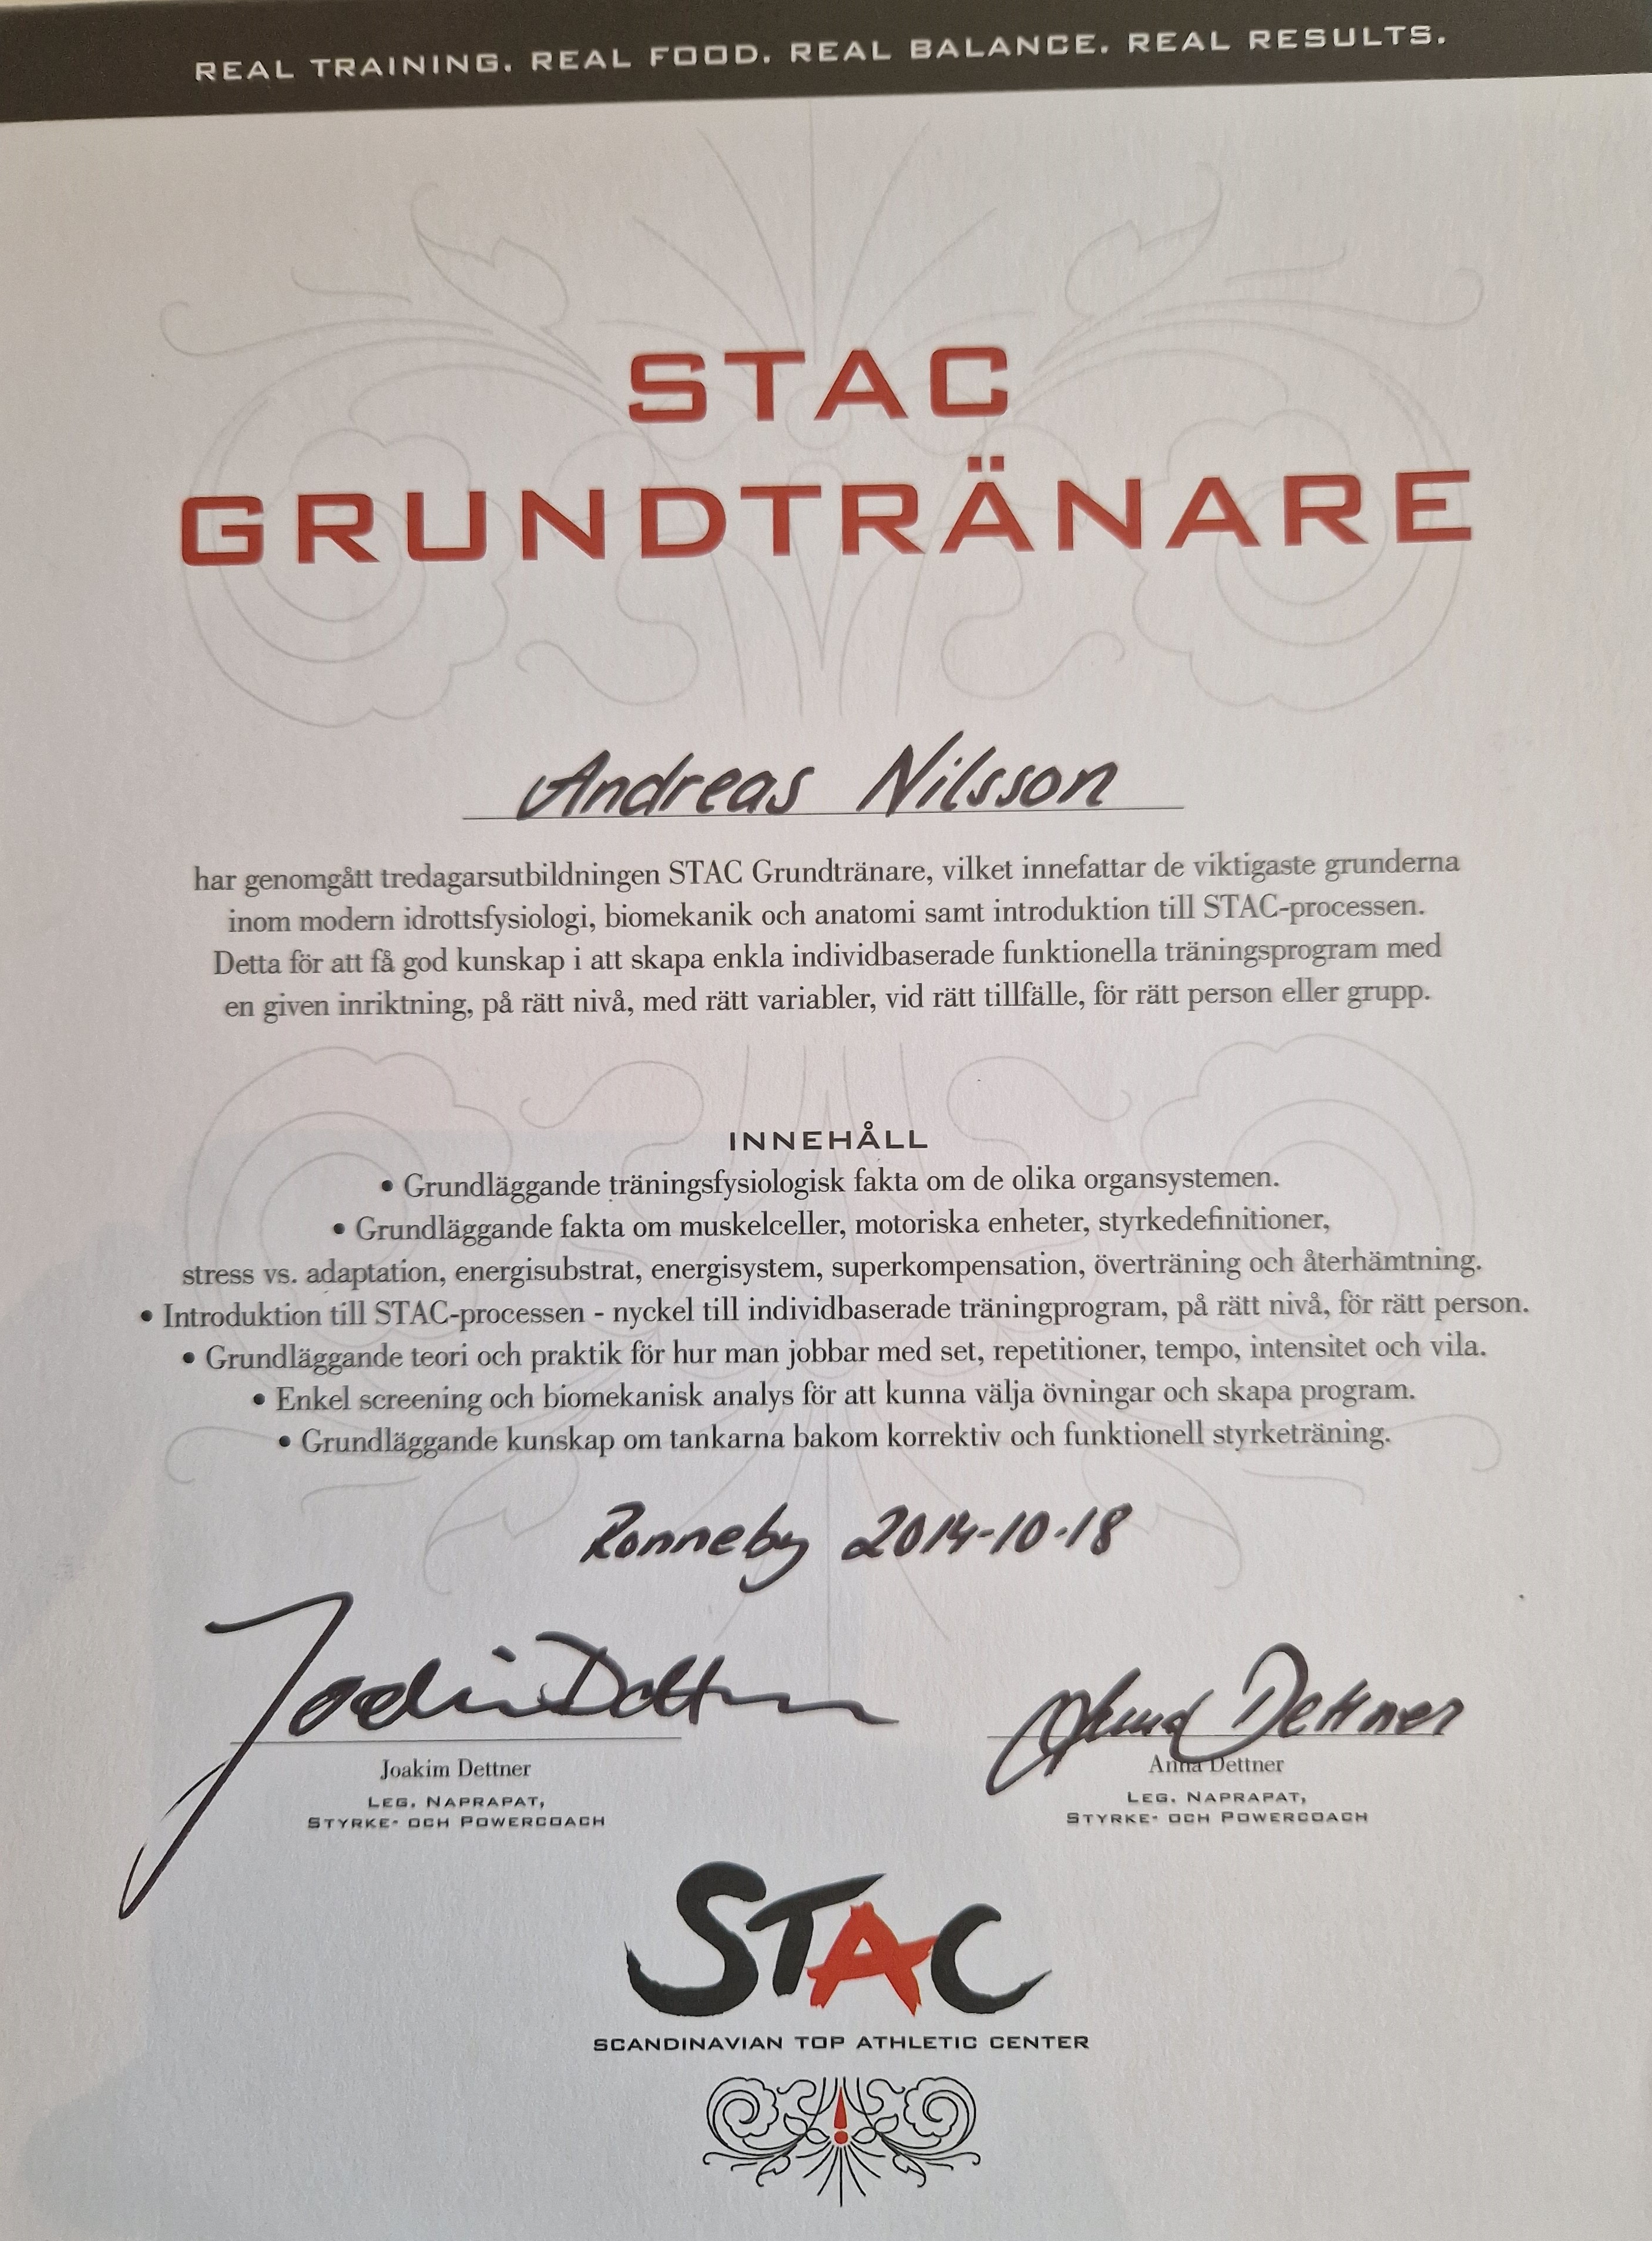 REAL TRAINING. REAL FOOD. REAL BALANCE. REAL RESULTS.
STAC
GRUNDTRÄNARE
Andreas Nilsson
har genomgått tredagarsutbildningen STAC Grundtränare, vilket innefattar de viktigaste grunderna
inom modern idrottsfysiologi, biomekanik och anatomi samt introduktion till STAC-processen.
Detta för att få god kunskap i att skapa enkla individbaserade funktionella träningsprogram med
en given inriktning, på rätt nivå, med rätt variabler, vid rätt tillfälle, för rätt person eller grupp.
INNEHÅLL
• Grundläggande träningsfysiologisk fakta om de olika organsystemen.
• Grundläggande fakta om muskelceller, motoriska enheter, styrkedefinitioner,
stress vs. adaptation, energisubstrat, energisystem, superkompensation, överträning och återhämtning.
• Introduktion till STAC-processen - nyckel till individbaserade träningprogram, på rätt nivå, för rätt person.
• Grundläggande teori och praktik för hur man jobbar med set, repetitioner, tempo, intensitet och vila.
• Enkel screening och biomekanisk analys för att kunna välja övningar och skapa program.
• Grundläggande kunskap om tankarna bakom korrektiv och funktionell styrketräning.
Ronneby 2014-10-18
Joakim Dettner
Anna Dettner
Joakim Dettner
LEG. NAPRAPAT,
STYRKE- OCH POWERCOACH
Anna Dettner
LEG. NAPRAPAT,
STYRKE- OCH POWERCOACH
STAC
SCANDINAVIAN TOP ATHLETIC CENTER